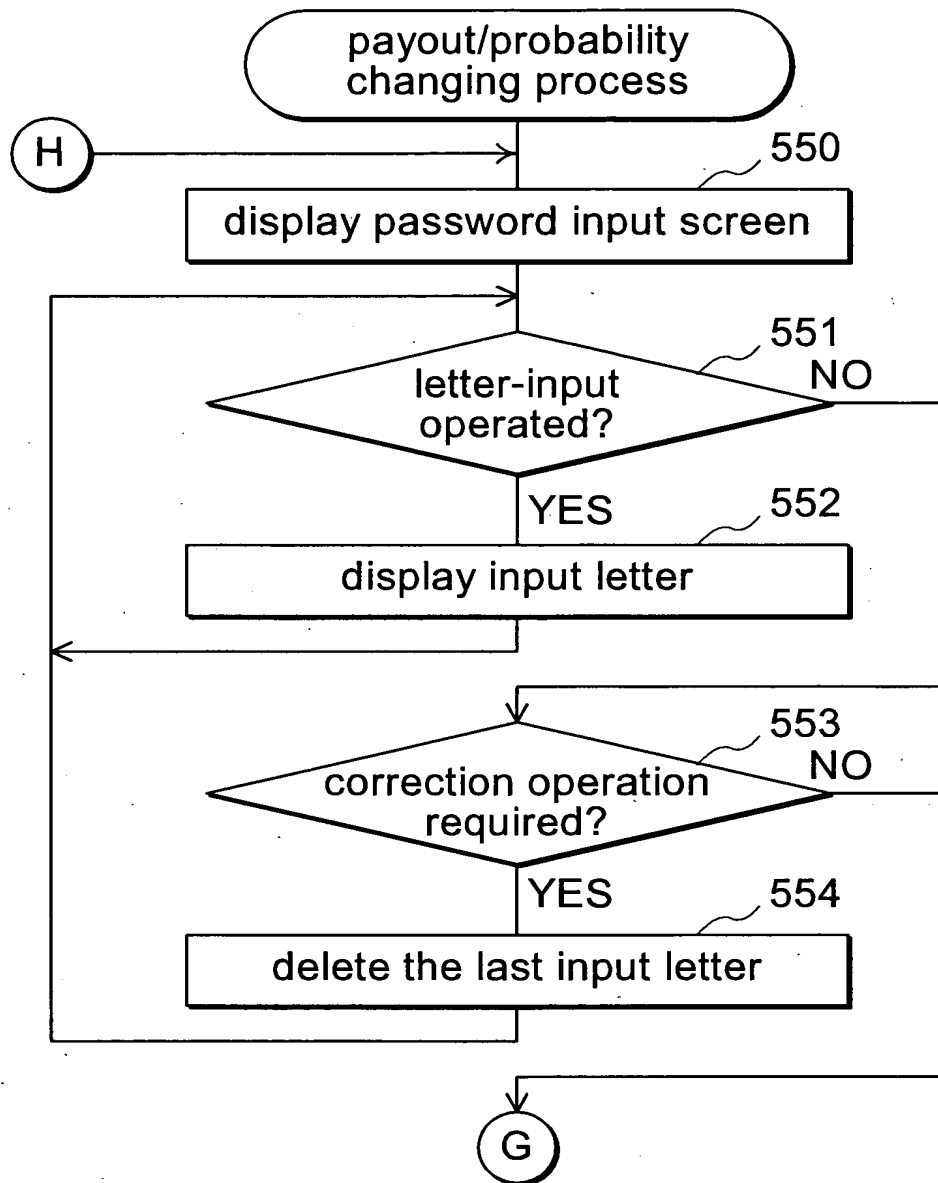 payout/probability
changing process
H
550
display password input screen
551
NO
letter-input
operated?
YES
552
display input letter
553
NO
correction operation
required?
YES
554
delete the last input letter
G